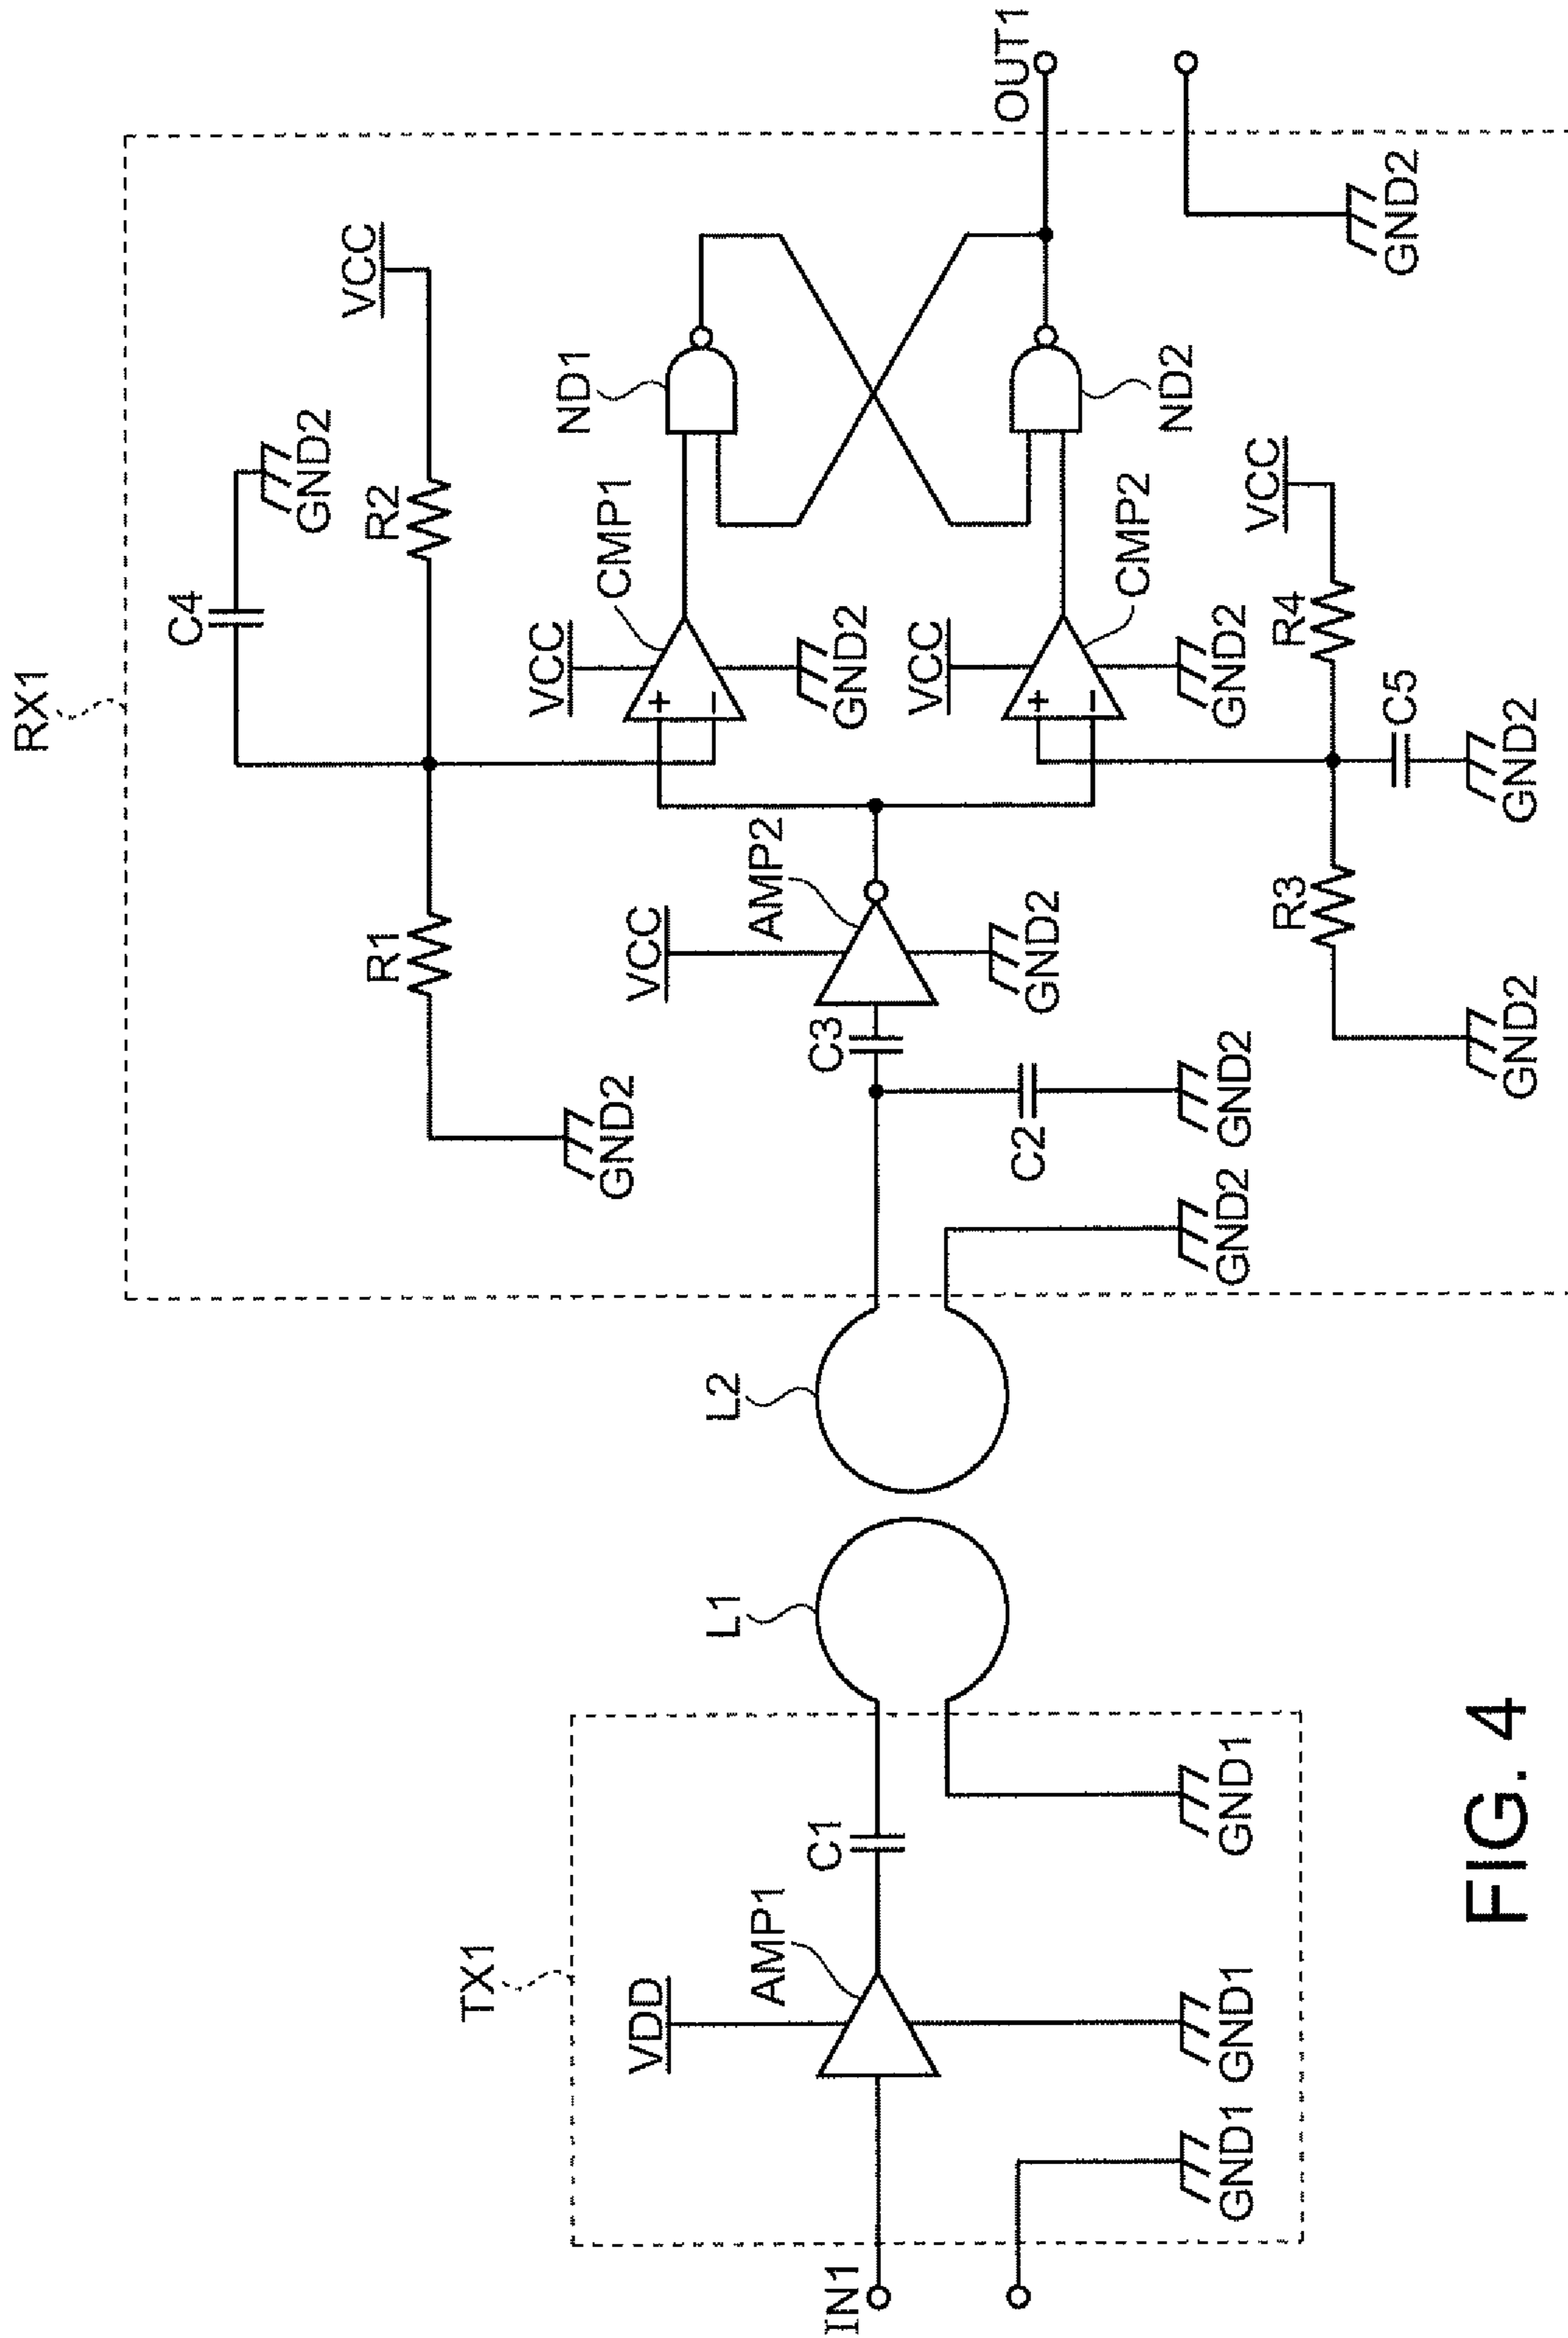 RX1
C4
GND2
VCC
R1
R2
GND2
ND1
OUT1
VCC
CMP1
GND2
VCC
AMP2
GND2
C3
C2
GND2
GND2
VCC
CMP2
GND2
ND2
GND2
VCC
R3
R4
C5
GND2
GND2
L2
L1
TX1
VDD
AMP1
C1
IN1
GND1
GND1
GND1
FIG. 4